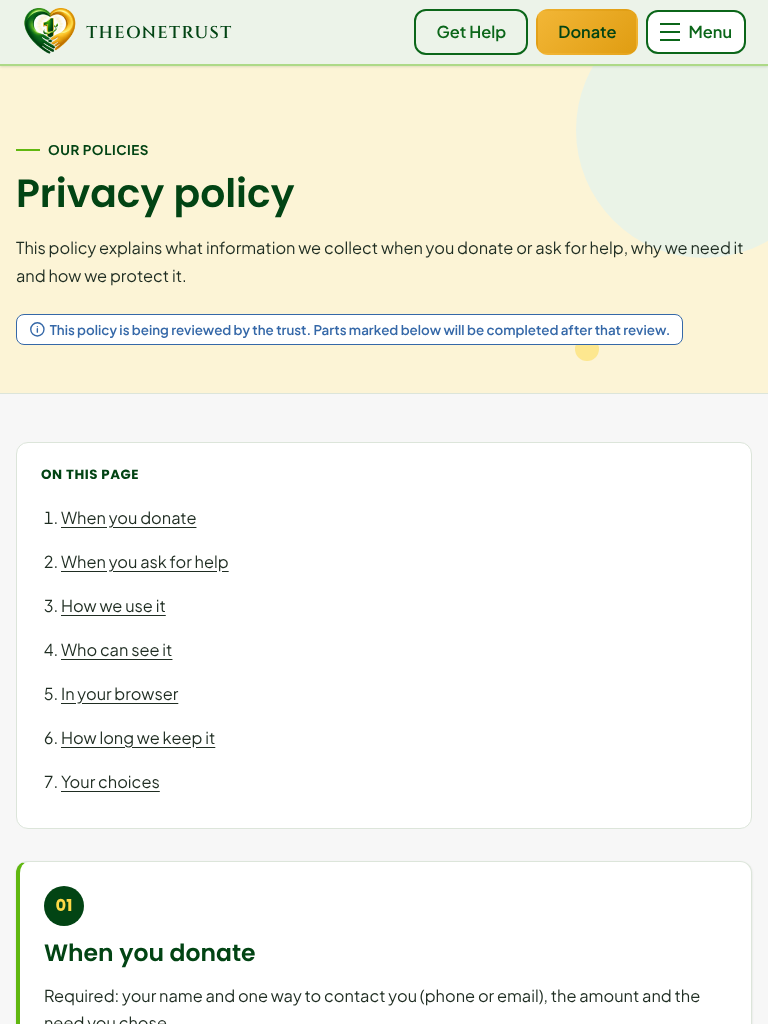 THEONETRUST
Get Help
Donate
Menu
OUR POLICIES
Privacy policy
This policy explains what information we collect when you donate or ask for help, why we need it
and how we protect it.
This policy is being reviewed by the trust. Parts marked below will be completed after that review.
ON THIS PAGE
1. When you donate
2. When you ask for help
3. How we use it
4. Who can see it
5. In your browser
6. How long we keep it
7. Your choices
01
When you donate
Required: your name and one way to contact you (phone or email), the amount and the
need you chose.